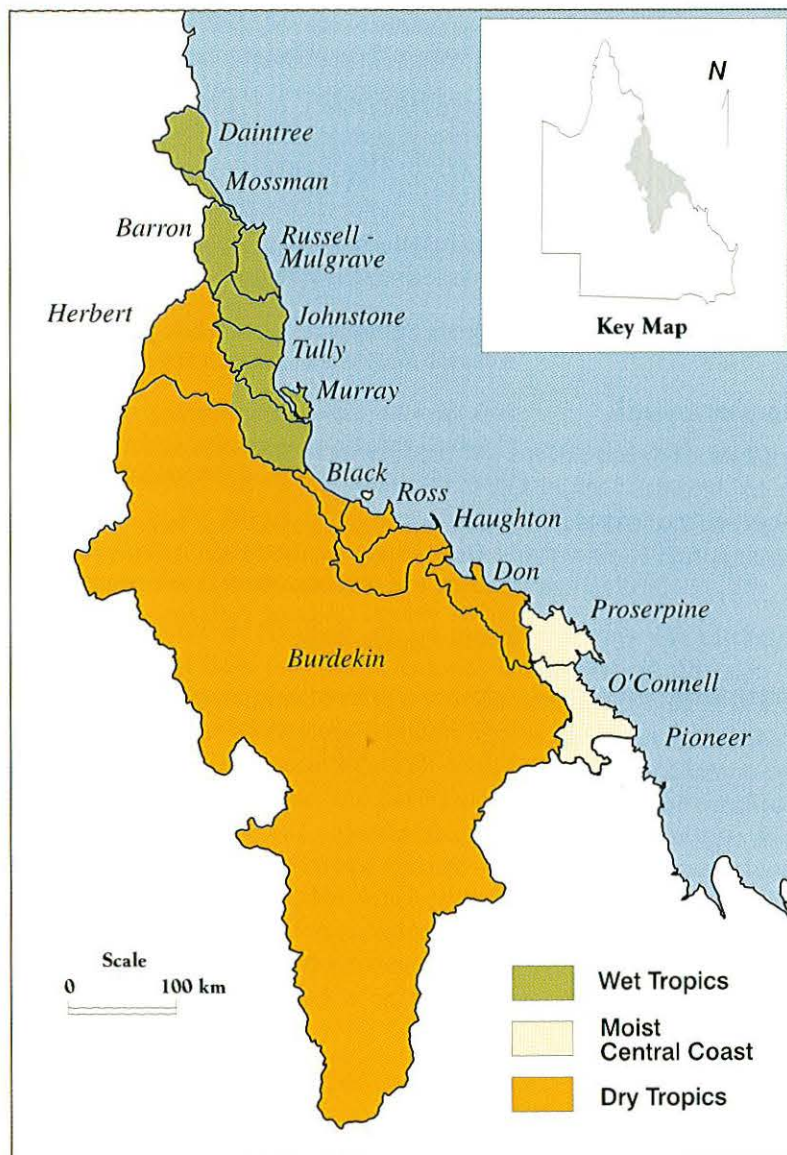 N
Key Map
Daintree
Mossman
Barron
Russell -
Mulgrave
Herbert
Johnstone
Tully
Murray
Black
Ross
Haughton
Don
Proserpine
Burdekin
O'Connell
Pioneer
Scale
0 100 km
Wet Tropics
Moist
Central Coast
Dry Tropics